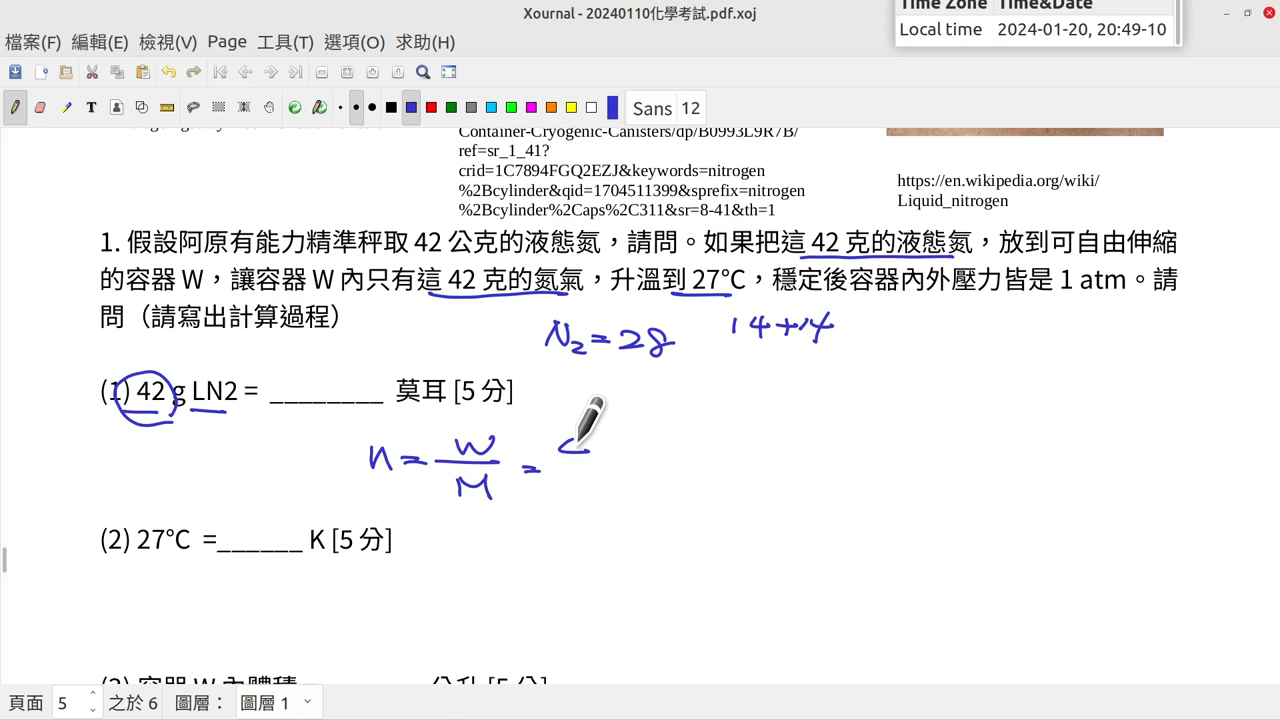 Xournal - 20240110化學考試.pdf.xoj
Time Zone Time&Date
Local time 2024-01-20, 20:49-10
檔案(F) 編輯(E) 檢視(V) Page 工具(T) 選項(O) 求助(H)
Sans 12
Container-Cryogenic-Canisters/dp/B0993L9R7B/
ref=sr_1_41?
crid=1C7894FGQ2EZJ&keywords=nitrogen
%2Bcylinder&qid=1704511399&sprefix=nitrogen
%2Bcylinder%2Caps%2C311&sr=8-41&th=1
https://en.wikipedia.org/wiki/
Liquid_nitrogen
1. 假設阿原有能力精準秤取 42 公克的液態氮，請問。如果把這 42 克的液態氮，放到可自由伸縮
的容器 W，讓容器 W 內只有這 42 克的氮氣，升溫到 27°C，穩定後容器內外壓力皆是 1 atm。請
問（請寫出計算過程）
N₂=28 14+14
(1) 42 g LN2 = ________ 莫耳 [5 分]
n = W/M =
(2) 27°C =______ K [5 分]
頁面 5 之於 6 圖層： 圖層 1